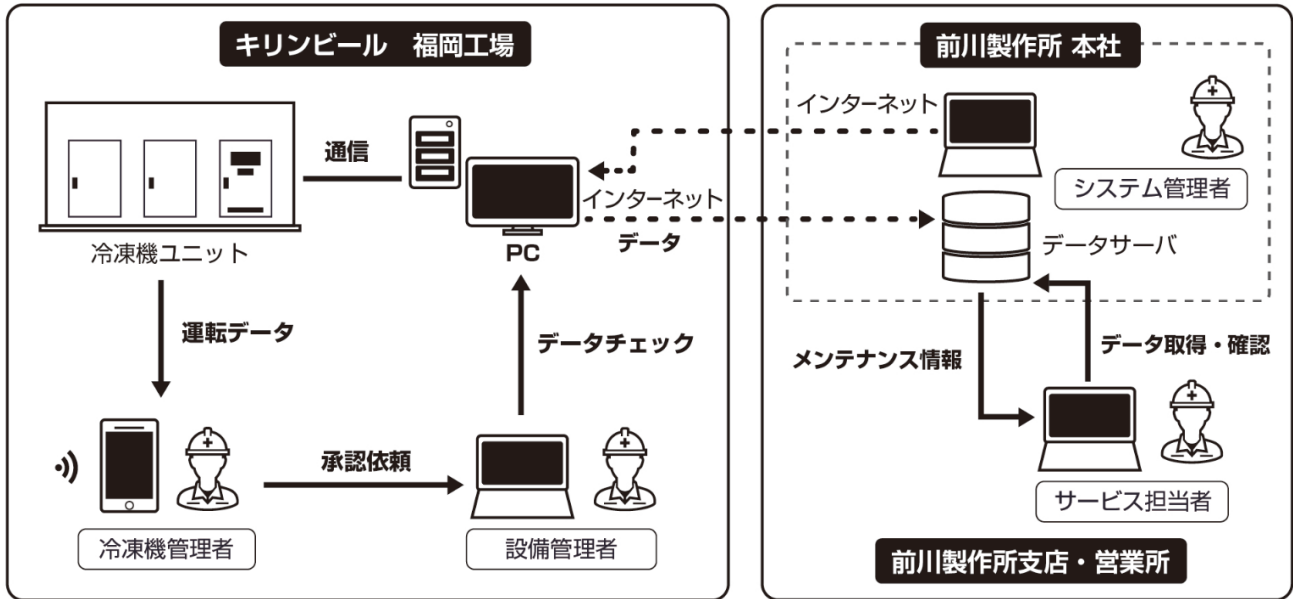 キリンビール　福岡工場
通信
冷凍機ユニット
PC
インターネット
データ
運転データ
データチェック
承認依頼
冷凍機管理者
設備管理者
前川製作所 本社
インターネット
システム管理者
データサーバ
メンテナンス情報
データ取得・確認
サービス担当者
前川製作所支店・営業所